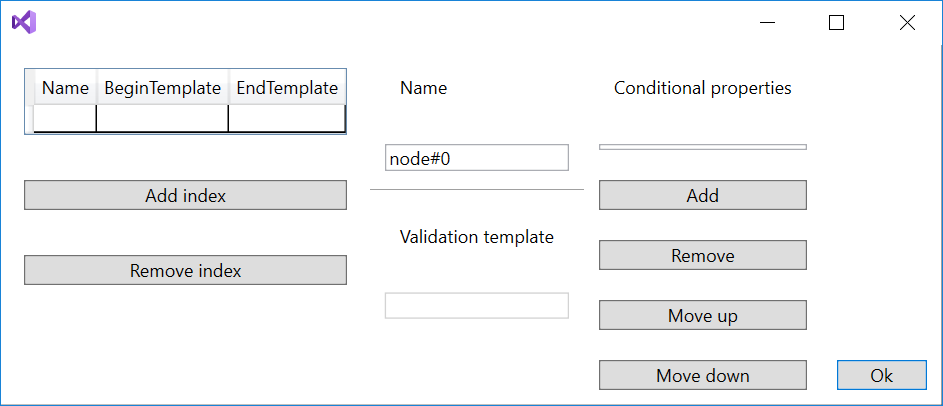 Name BeginTemplate EndTemplate
Add index
Remove index
Name
node#0
Validation template
Conditional properties
Add
Remove
Move up
Move down
Ok